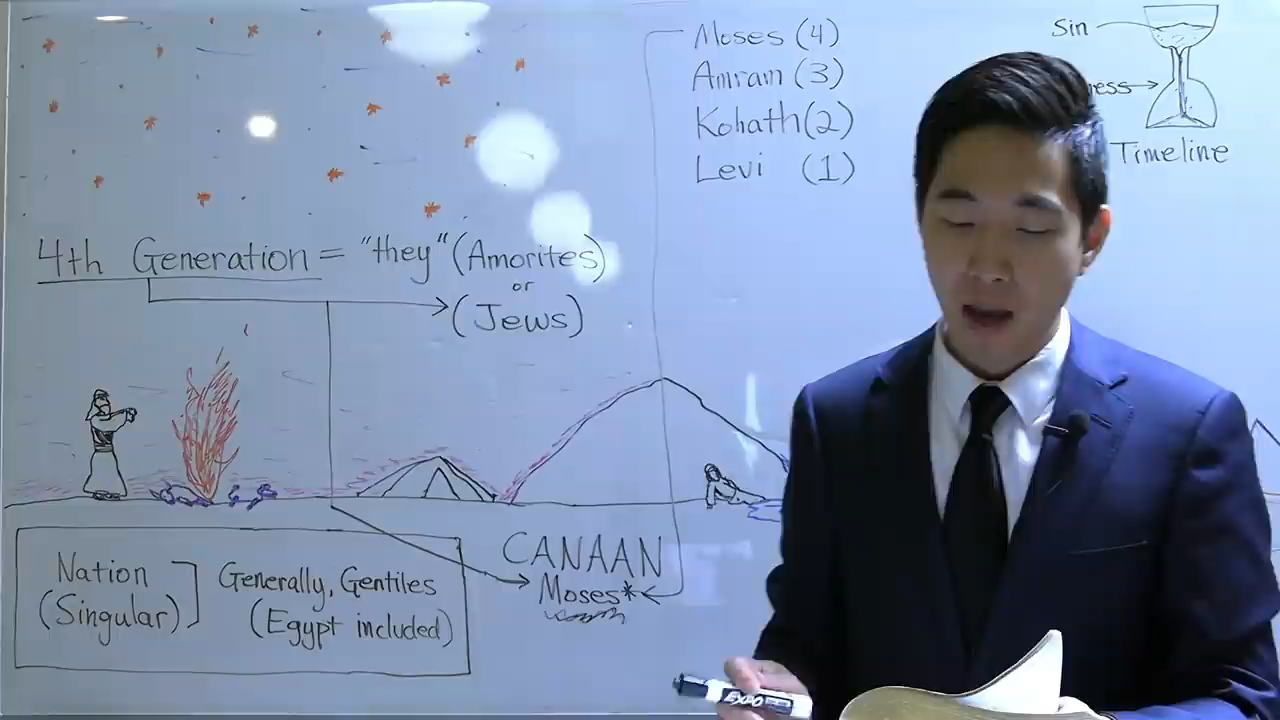 Moses (4)
Amram (3)
Kohath (2)
Levi (1)
Sin
ness
Timeline
4th Generation = "they" (Amorites)
or
(Jews)
Nation
(Singular)
Generally, Gentiles
(Egypt included)
CANAAN
Moses*
EXPO